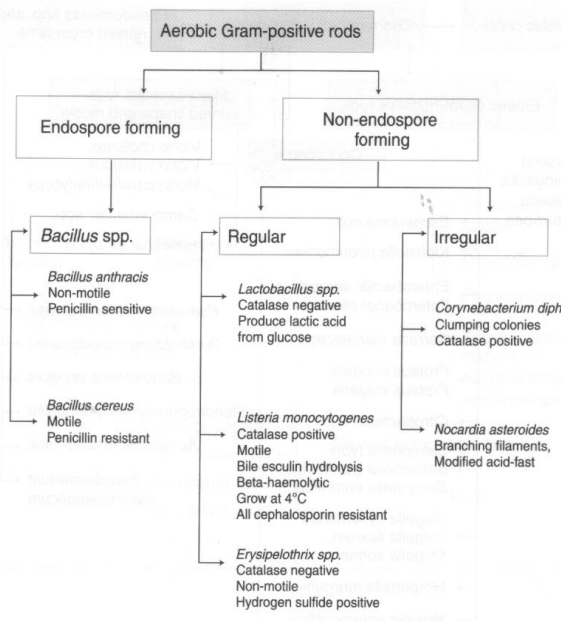 Aerobic Gram-positive rods
Endospore forming
Non-endospore
forming
Bacillus spp.
Regular
Irregular
Bacillus anthracis
Non-motile
Penicillin sensitive
Bacillus cereus
Motile
Penicillin resistant
Lactobacillus spp.
Catalase negative
Produce lactic acid
from glucose
Listeria monocytogenes
Catalase positive
Motile
Bile esculin hydrolysis
Beta-haemolytic
Grow at 4°C
All cephalosporin resistant
Erysipelothrix spp.
Catalase negative
Non-motile
Hydrogen sulfide positive
Corynebacterium diph
Clumping colonies
Catalase positive
Nocardia asteroides
Branching filaments,
Modified acid-fast